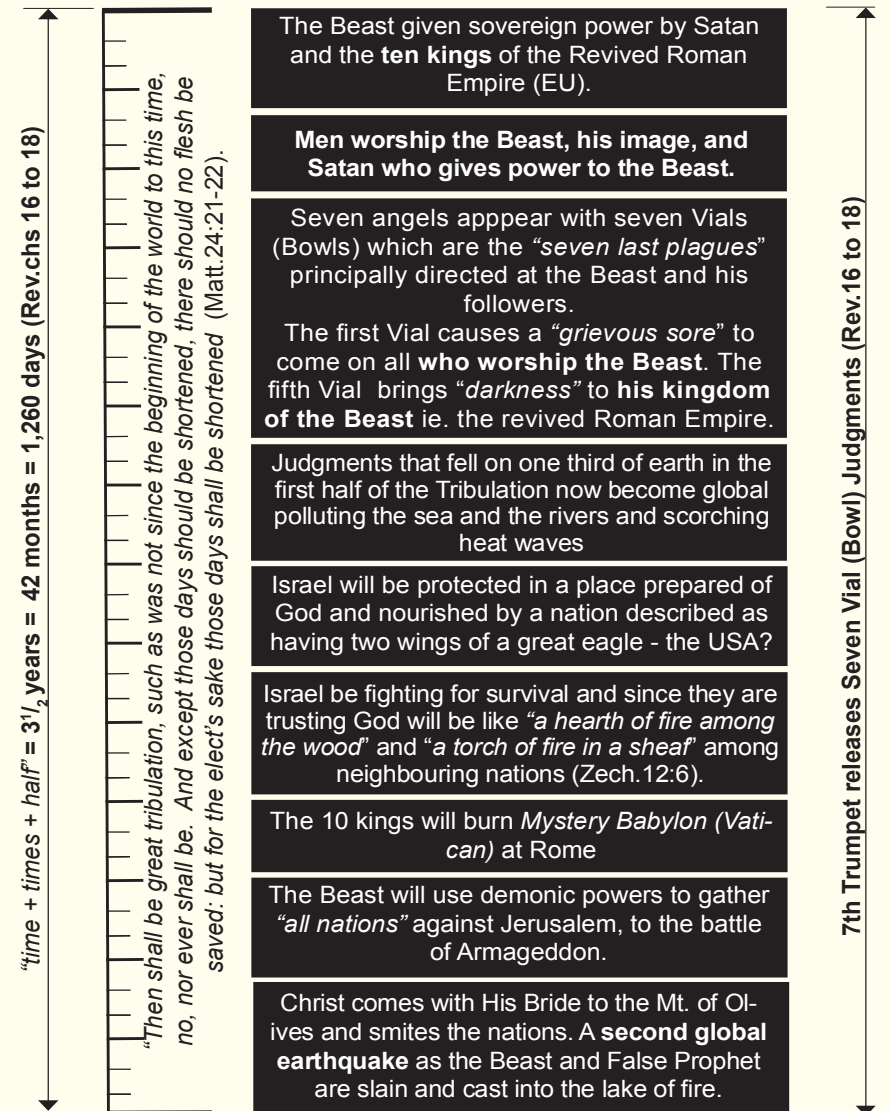 "time + times + half" = 3 1/2 years = 42 months = 1,260 days (Rev.chs 16 to 18)
"Then shall be great tribulation, such as was not since the beginning of the world to this time,
no, nor ever shall be. And except those days should be shortened, there should no flesh be
saved: but for the elect's sake those days shall be shortened (Matt.24:21-22).
The Beast given sovereign power by Satan
and the ten kings of the Revived Roman
Empire (EU).
Men worship the Beast, his image, and
Satan who gives power to the Beast.
Seven angels apppear with seven Vials
(Bowls) which are the "seven last plagues"
principally directed at the Beast and his
followers.
The first Vial causes a "grievous sore" to
come on all who worship the Beast. The
fifth Vial brings "darkness" to his kingdom
of the Beast ie. the revived Roman Empire.
Judgments that fell on one third of earth in the
first half of the Tribulation now become global
polluting the sea and the rivers and scorching
heat waves
Israel will be protected in a place prepared of
God and nourished by a nation described as
having two wings of a great eagle - the USA?
Israel be fighting for survival and since they are
trusting God will be like "a hearth of fire among
the wood" and "a torch of fire in a sheaf" among
neighbouring nations (Zech.12:6).
The 10 kings will burn Mystery Babylon (Vati-
can) at Rome
The Beast will use demonic powers to gather
"all nations" against Jerusalem, to the battle
of Armageddon.
Christ comes with His Bride to the Mt. of Ol-
ives and smites the nations. A second global
earthquake as the Beast and False Prophet
are slain and cast into the lake of fire.
7th Trumpet releases Seven Vial (Bowl) Judgments (Rev.16 to 18)